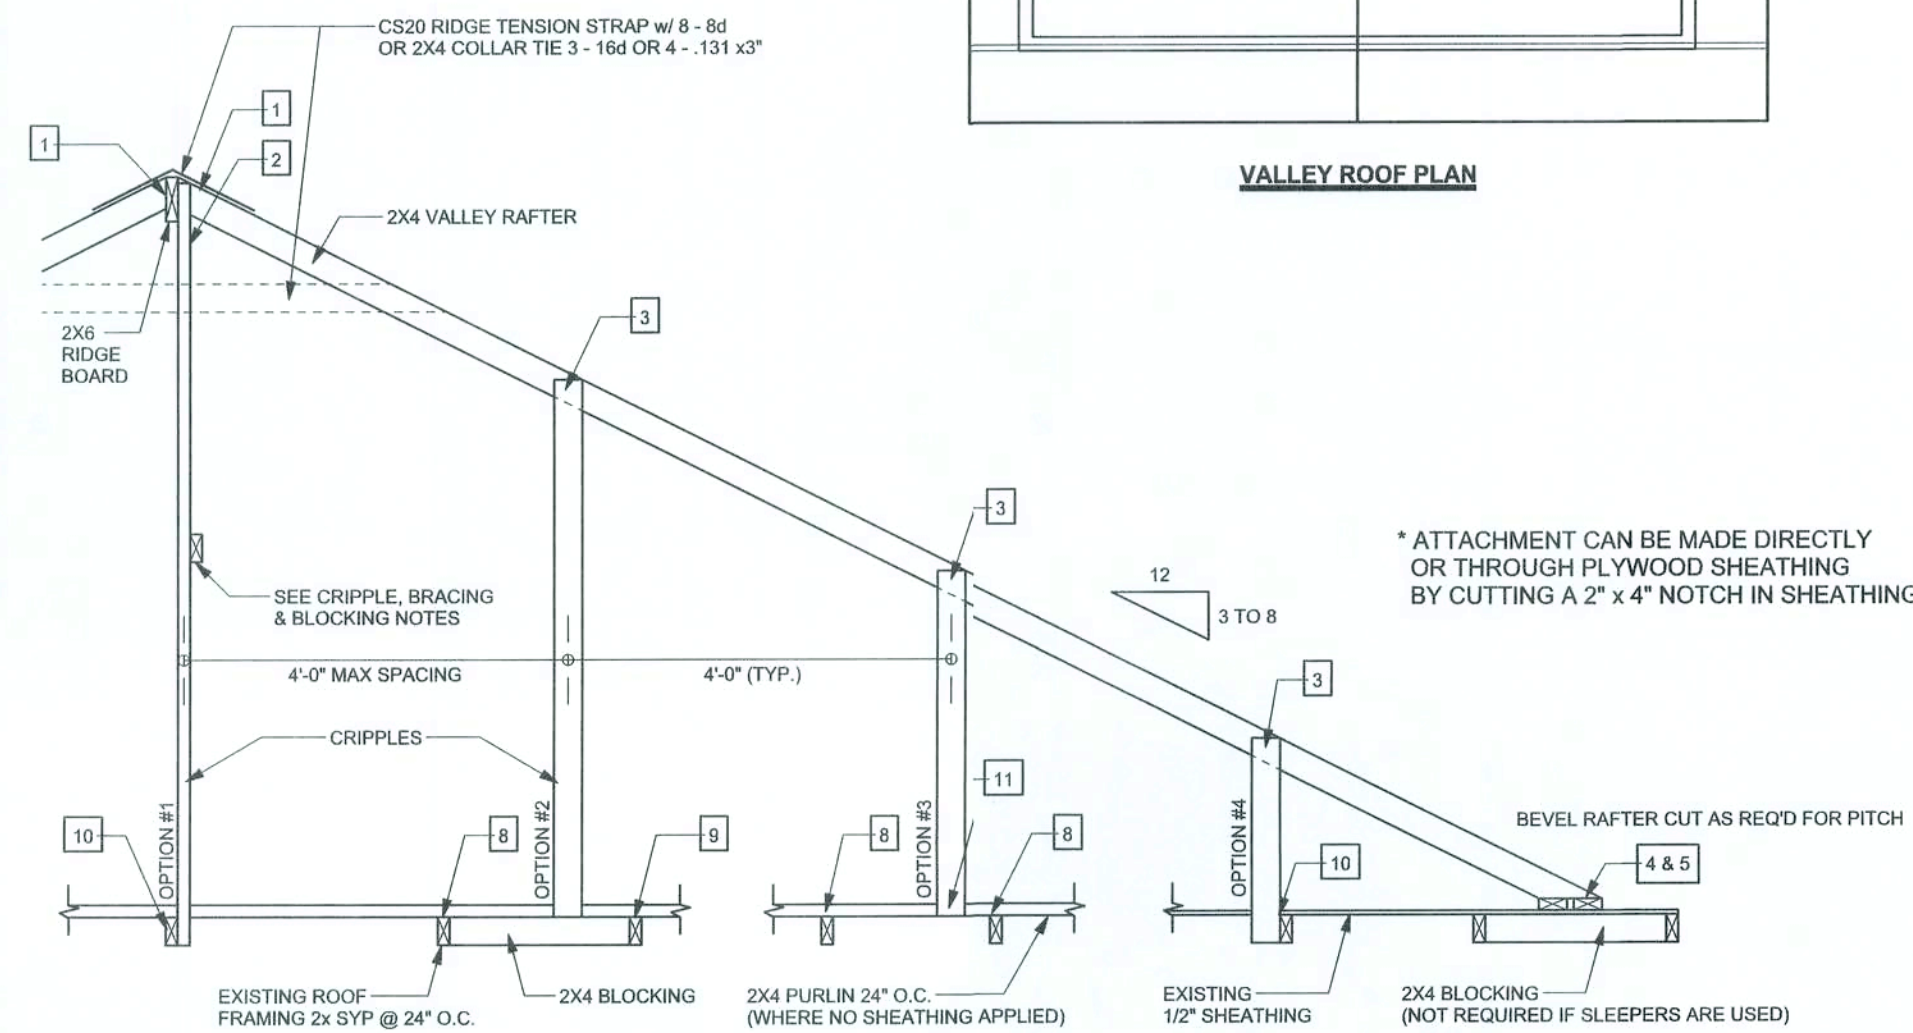 CS20 RIDGE TENSION STRAP w/ 8 - 8d
OR 2X4 COLLAR TIE 3 - 16d OR 4 - .131 x3"
1
1
2
VALLEY ROOF PLAN
2X4 VALLEY RAFTER
3
2X6
RIDGE
BOARD
3
* ATTACHMENT CAN BE MADE DIRECTLY
OR THROUGH PLYWOOD SHEATHING
BY CUTTING A 2" x 4" NOTCH IN SHEATHING
12
3 TO 8
SEE CRIPPLE, BRACING
& BLOCKING NOTES
4'-0" MAX SPACING
4'-0" (TYP.)
3
CRIPPLES
11
OPTION #1
OPTION #2
OPTION #3
OPTION #4
BEVEL RAFTER CUT AS REQ'D FOR PITCH
10
8
9
8
8
10
4 & 5
EXISTING ROOF
FRAMING 2x SYP @ 24" O.C.
2X4 BLOCKING
2X4 PURLIN 24" O.C.
(WHERE NO SHEATHING APPLIED)
EXISTING
1/2" SHEATHING
2X4 BLOCKING
(NOT REQUIRED IF SLEEPERS ARE USED)